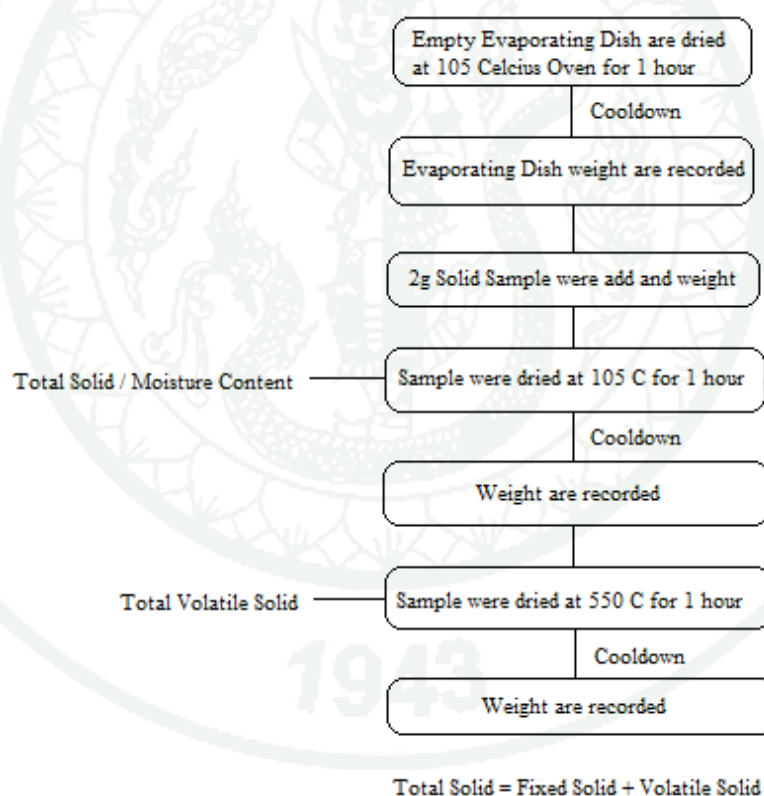 Empty Evaporating Dish are dried
at 105 Celcius Oven for 1 hour
Cooldown
Evaporating Dish weight are recorded
2g Solid Sample were add and weight
Total Solid / Moisture Content
Sample were dried at 105 C for 1 hour
Cooldown
Weight are recorded
Total Volatile Solid
Sample were dried at 550 C for 1 hour
Cooldown
1943
Weight are recorded
Total Solid = Fixed Solid + Volatile Solid